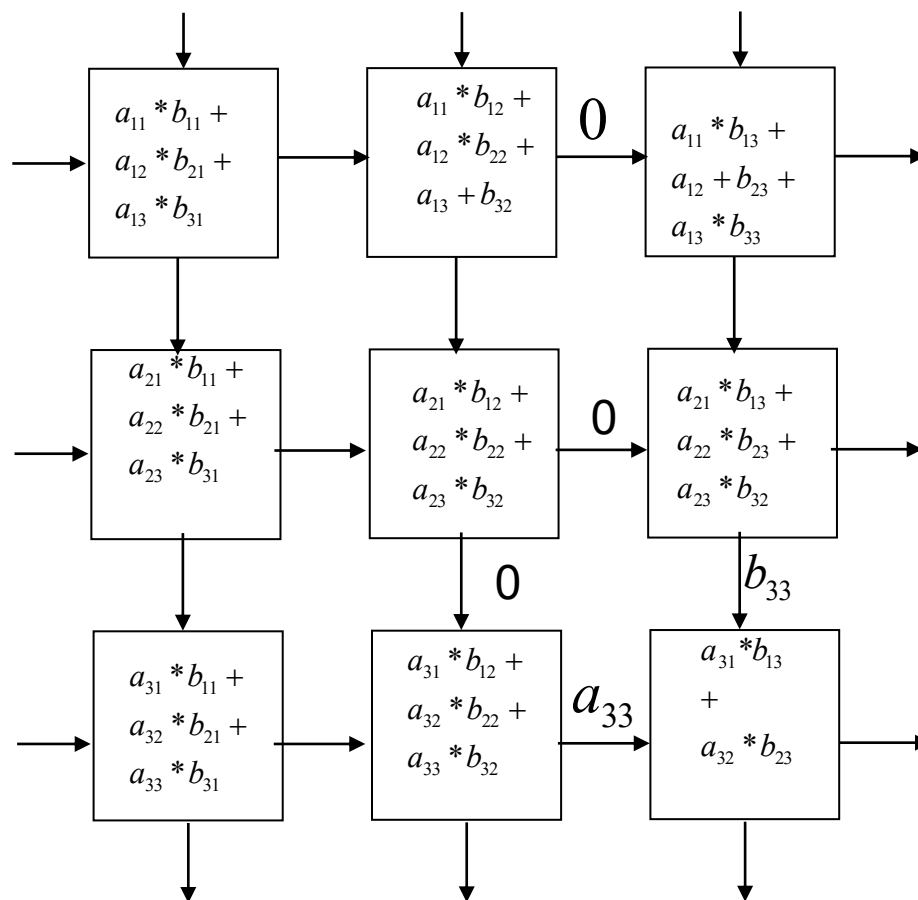 a₁₁ * b₁₁ +
a₁₂ * b₂₁ +
a₁₃ * b₃₁
a₁₁ * b₁₂ +
a₁₂ * b₂₂ +
a₁₃ + b₃₂
0
a₁₁ * b₁₃ +
a₁₂ + b₂₃ +
a₁₃ * b₃₃
a₂₁ * b₁₁ +
a₂₂ * b₂₁ +
a₂₃ * b₃₁
a₂₁ * b₁₂ +
a₂₂ * b₂₂ +
a₂₃ * b₃₂
0
a₂₁ * b₁₃ +
a₂₂ * b₂₃ +
a₂₃ * b₃₂
0
b₃₃
a₃₁ * b₁₁ +
a₃₂ * b₂₁ +
a₃₃ * b₃₁
a₃₁ * b₁₂ +
a₃₂ * b₂₂ +
a₃₃ * b₃₂
a₃₃
a₃₁ *b₁₃
+
a₃₂ * b₂₃